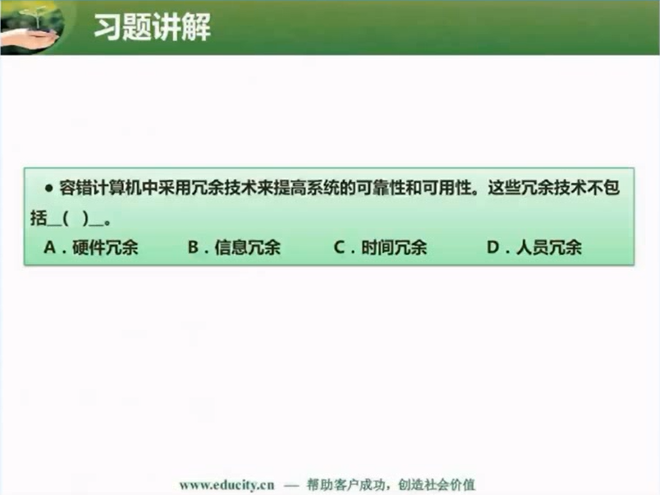 习题讲解
● 容错计算机中采用冗余技术来提高系统的可靠性和可用性。这些冗余技术不包
括__( )__。
A．硬件冗余 B．信息冗余 C．时间冗余 D．人员冗余
www.educity.cn — 帮助客户成功，创造社会价值